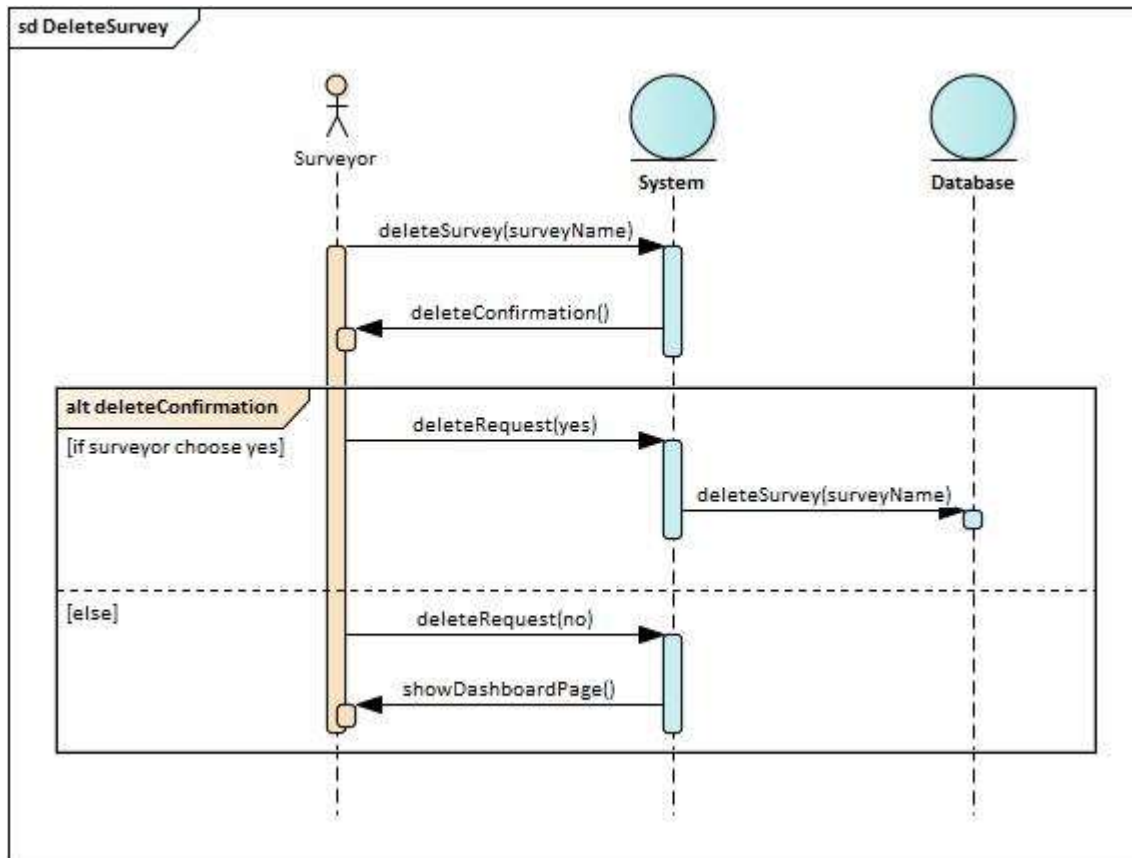 sd DeleteSurvey
Surveyor
System
Database
deleteSurvey(surveyName)
deleteConfirmation()
alt deleteConfirmation
[if surveyor choose yes]
deleteRequest(yes)
deleteSurvey(surveyName)
[else]
deleteRequest(no)
showDashboardPage()